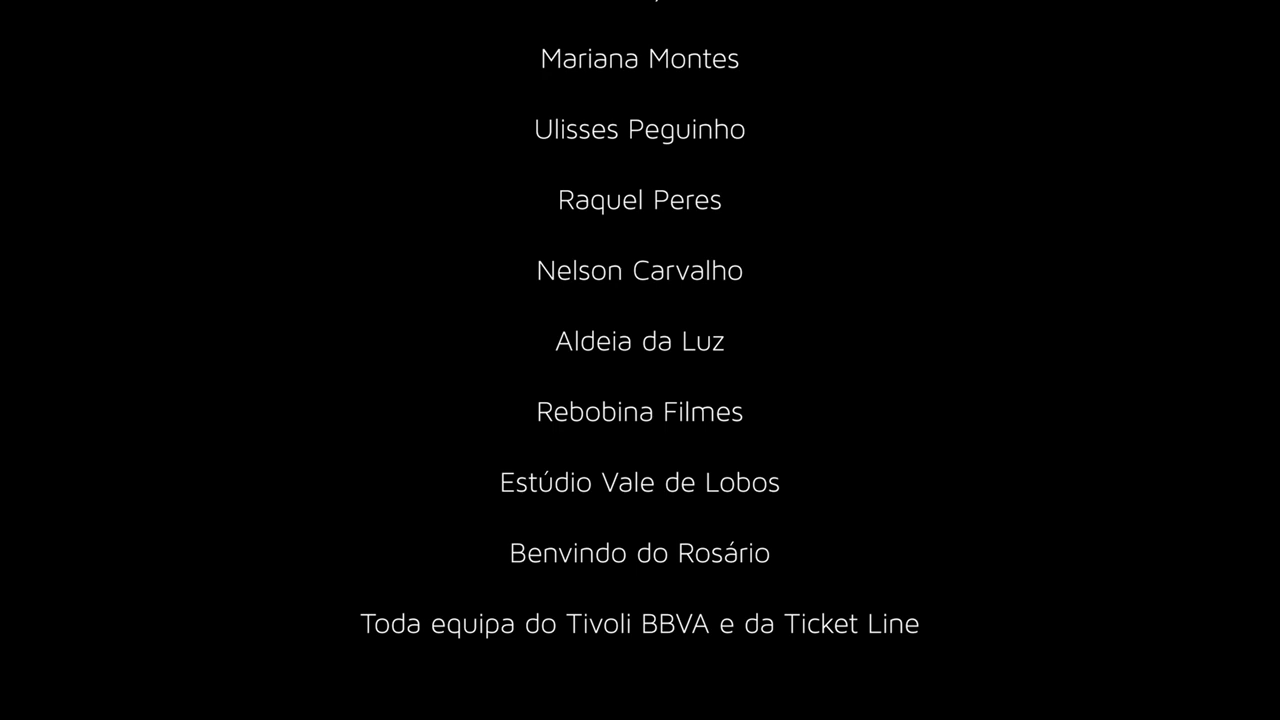 Mariana Montes
Ulisses Peguinho
Raquel Peres
Nelson Carvalho
Aldeia da Luz
Rebobina Filmes
Estúdio Vale de Lobos
Benvindo do Rosário
Toda equipa do Tivoli BBVA e da Ticket Line